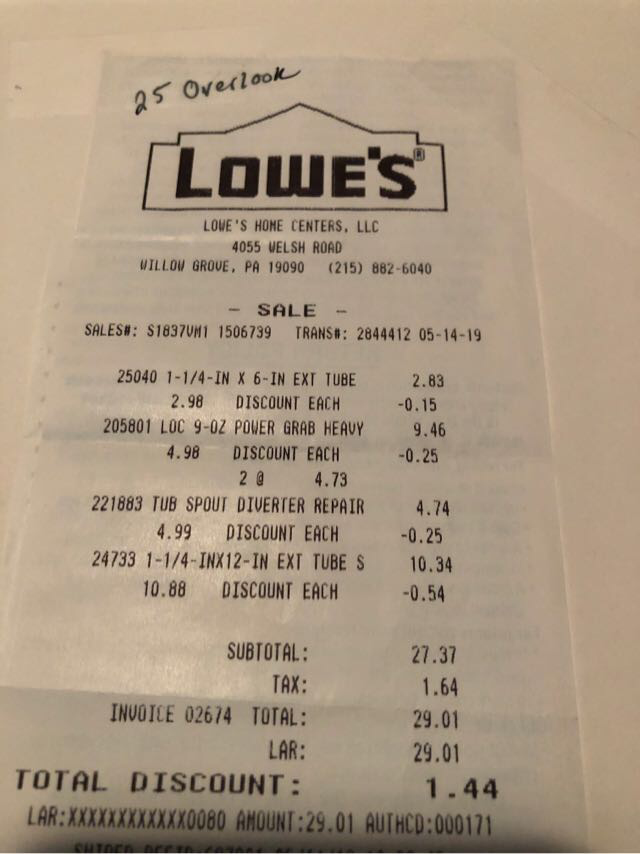 25 Overlook
LOWE'S®
LOWE'S HOME CENTERS, LLC
4055 WELSH ROAD
WILLOW GROVE, PA 19090 (215) 882-6040
- SALE -
SALES#: S1837VM1 1506739 TRANS#: 2844412 05-14-19
25040 1-1/4-IN X 6-IN EXT TUBE 2.83
2.98 DISCOUNT EACH -0.15
205801 LOC 9-OZ POWER GRAB HEAVY 9.46
4.98 DISCOUNT EACH -0.25
2 @ 4.73
221883 TUB SPOUT DIVERTER REPAIR 4.74
4.99 DISCOUNT EACH -0.25
24733 1-1/4-INX12-IN EXT TUBE S 10.34
10.88 DISCOUNT EACH -0.54
SUBTOTAL: 27.37
TAX: 1.64
INVOICE 02674 TOTAL: 29.01
LAR: 29.01
TOTAL DISCOUNT: 1.44
LAR:XXXXXXXXXXXX0080 AMOUNT:29.01 AUTHCD:000171